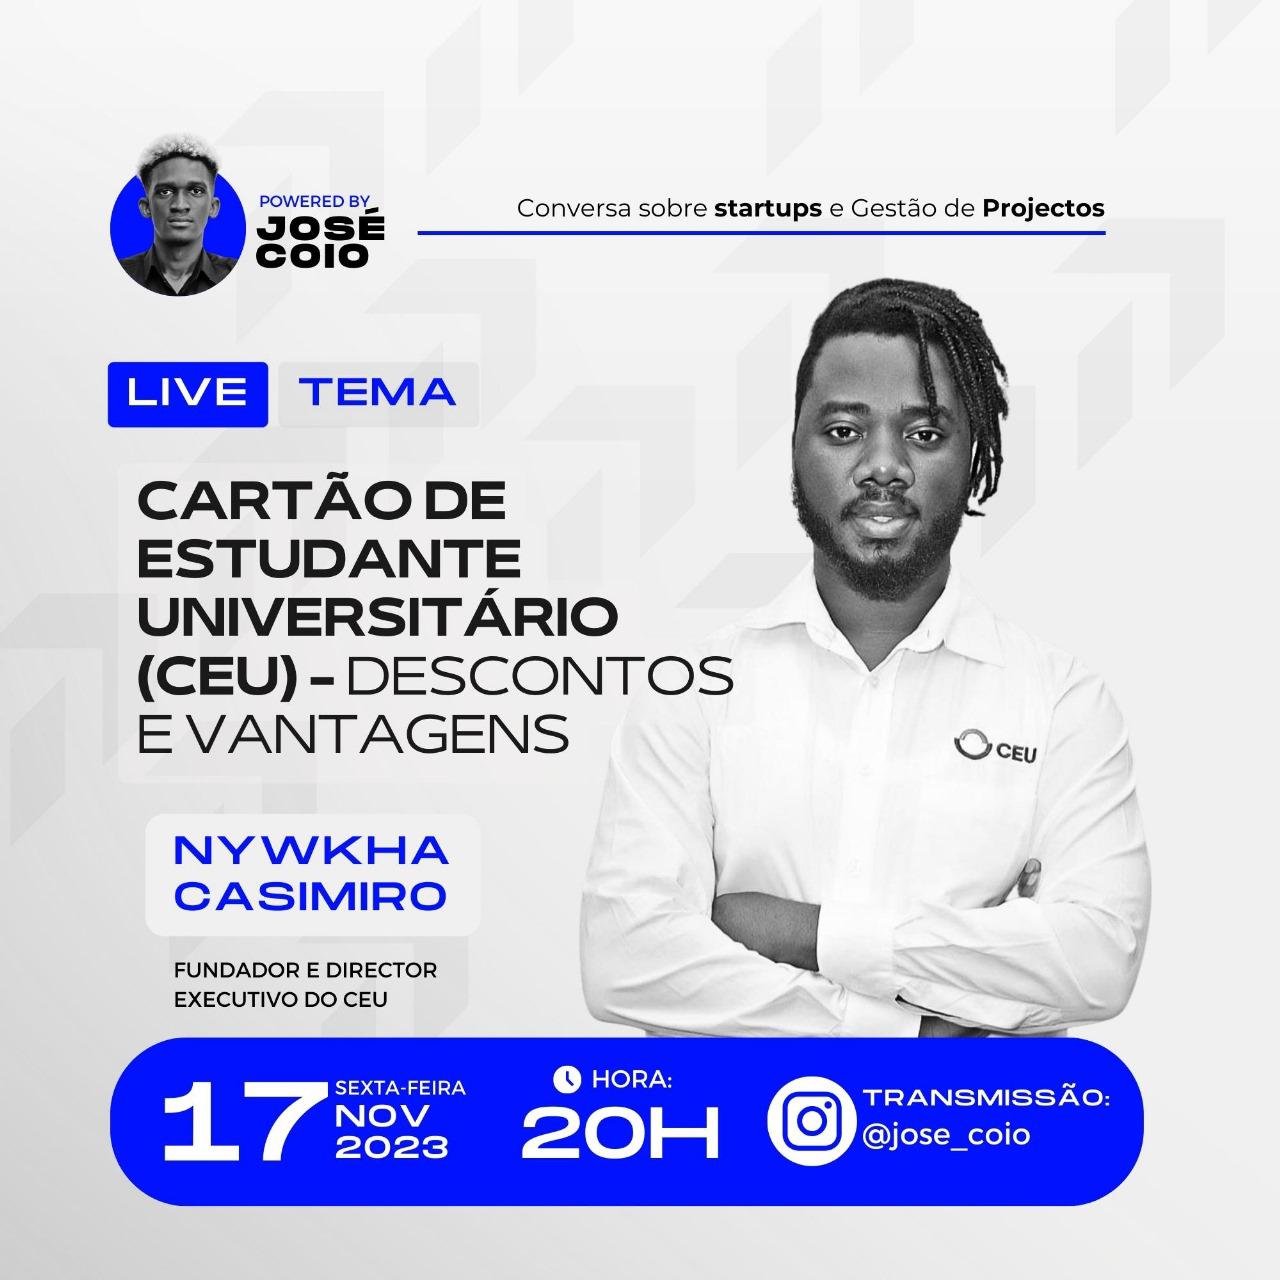 POWERED BY
JOSÉ
COIO
Conversa sobre startups e Gestão de Projectos
LIVE TEMA
CARTÃO DE
ESTUDANTE
UNIVERSITÁRIO
(CEU) - DESCONTOS
E VANTAGENS
CEU
NYWKHA
CASIMIRO
FUNDADOR E DIRECTOR
EXECUTIVO DO CEU
17 SEXTA-FEIRA
NOV
2023
HORA:
20H
TRANSMISSÃO:
@jose_coio